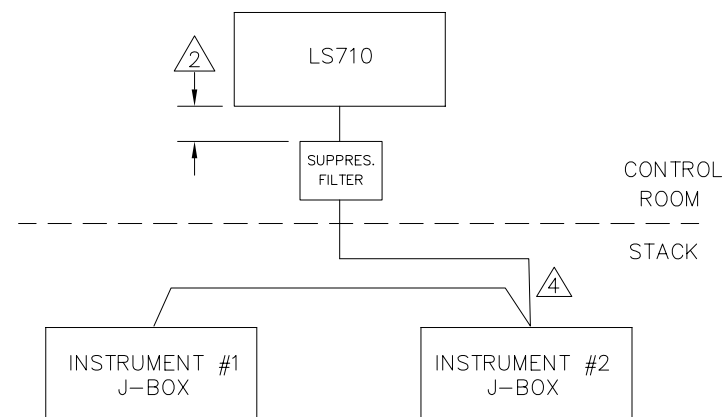 2
LS710
SUPPRES.
FILTER
CONTROL
ROOM
STACK
4
INSTRUMENT #1
J-BOX
INSTRUMENT #2
J-BOX